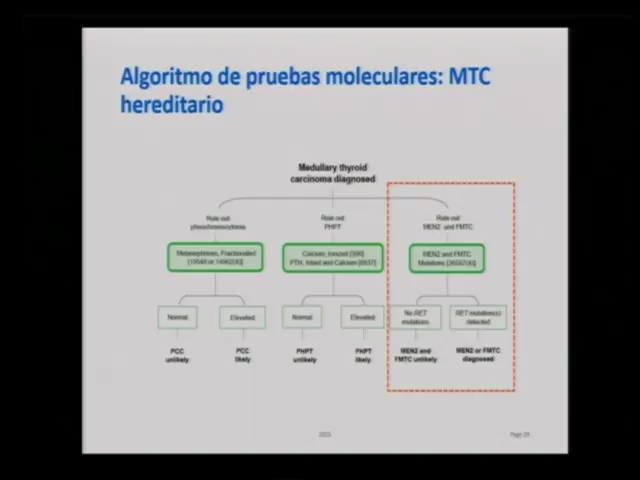 Algoritmo de pruebas moleculares: MTC
hereditario
Medullary thyroid
carcinoma diagnosed
Rule out
pheochromocytoma
Rule out
PHPT
Rule out
MEN2 and FMTC
Metanephrines, Fractionated
Calcium, Ionized [306]
PTH, Intact and Calcium [8837]
MEN2 and FMTC
Mutations
Normal
Elevated
Normal
Elevated
No RET
mutations
RET mutation(s)
detected
PCC
unlikely
PCC
likely
PHPT
unlikely
PHPT
likely
MEN2 and
FMTC unlikely
MEN2 or FMTC
diagnosed
Page